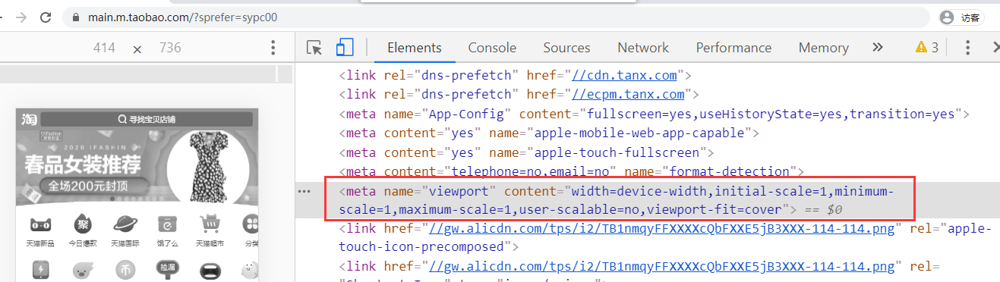 main.m.taobao.com/?sprefer=sypc00
访客
414 × 736
Elements Console Sources Network Performance Memory » 3
<link rel="dns-prefetch" href="//cdn.tanx.com">
<link rel="dns-prefetch" href="//ecpm.tanx.com">
<meta name="App-Config" content="fullscreen=yes,useHistoryState=yes,transition=yes">
<meta content="yes" name="apple-mobile-web-app-capable">
<meta content="yes" name="apple-touch-fullscreen">
<meta content="telephone=no,email=no" name="format-detection">
<meta name="viewport" content="width=device-width,initial-scale=1,minimum-
scale=1,maximum-scale=1,user-scalable=no,viewport-fit=cover"> == $0
<link href="//gw.alicdn.com/tps/i2/TB1nmqyFFXXXXcQbFXXE5jB3XXX-114-114.png" rel="apple-
touch-icon-precomposed">
<link href="//gw.alicdn.com/tps/i2/TB1nmqyFFXXXXcQbFXXE5jB3XXX-114-114.png" rel=
淘 寻找宝贝店铺
2020 IFASHIN
春品女装推荐
全场200元封顶
天猫新品 今日爆款 天猫国际 饿了么 天猫超市 分类
捡漏